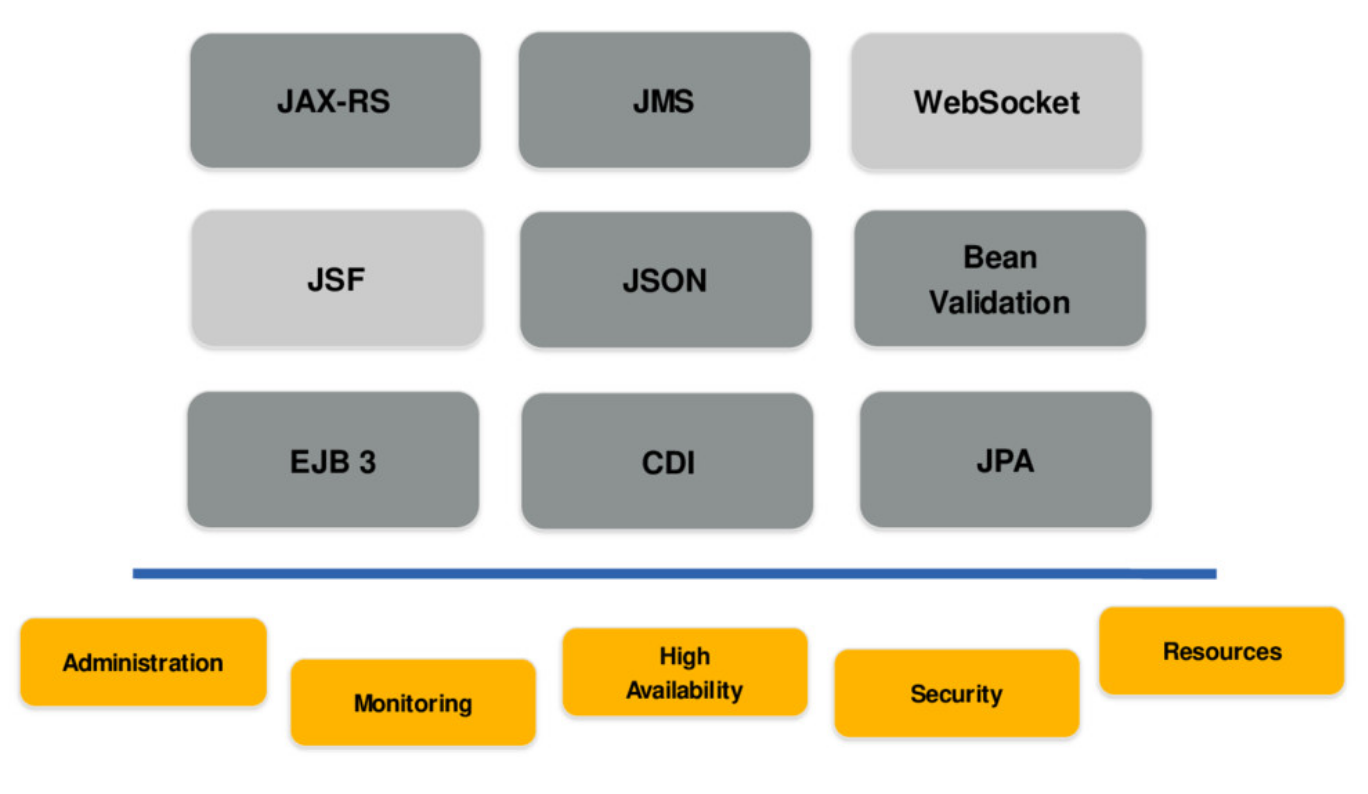 JAX-RS
JMS
WebSocket
JSF
JSON
Bean
Validation
EJB 3
CDI
JPA
Administration
Monitoring
High
Availability
Security
Resources